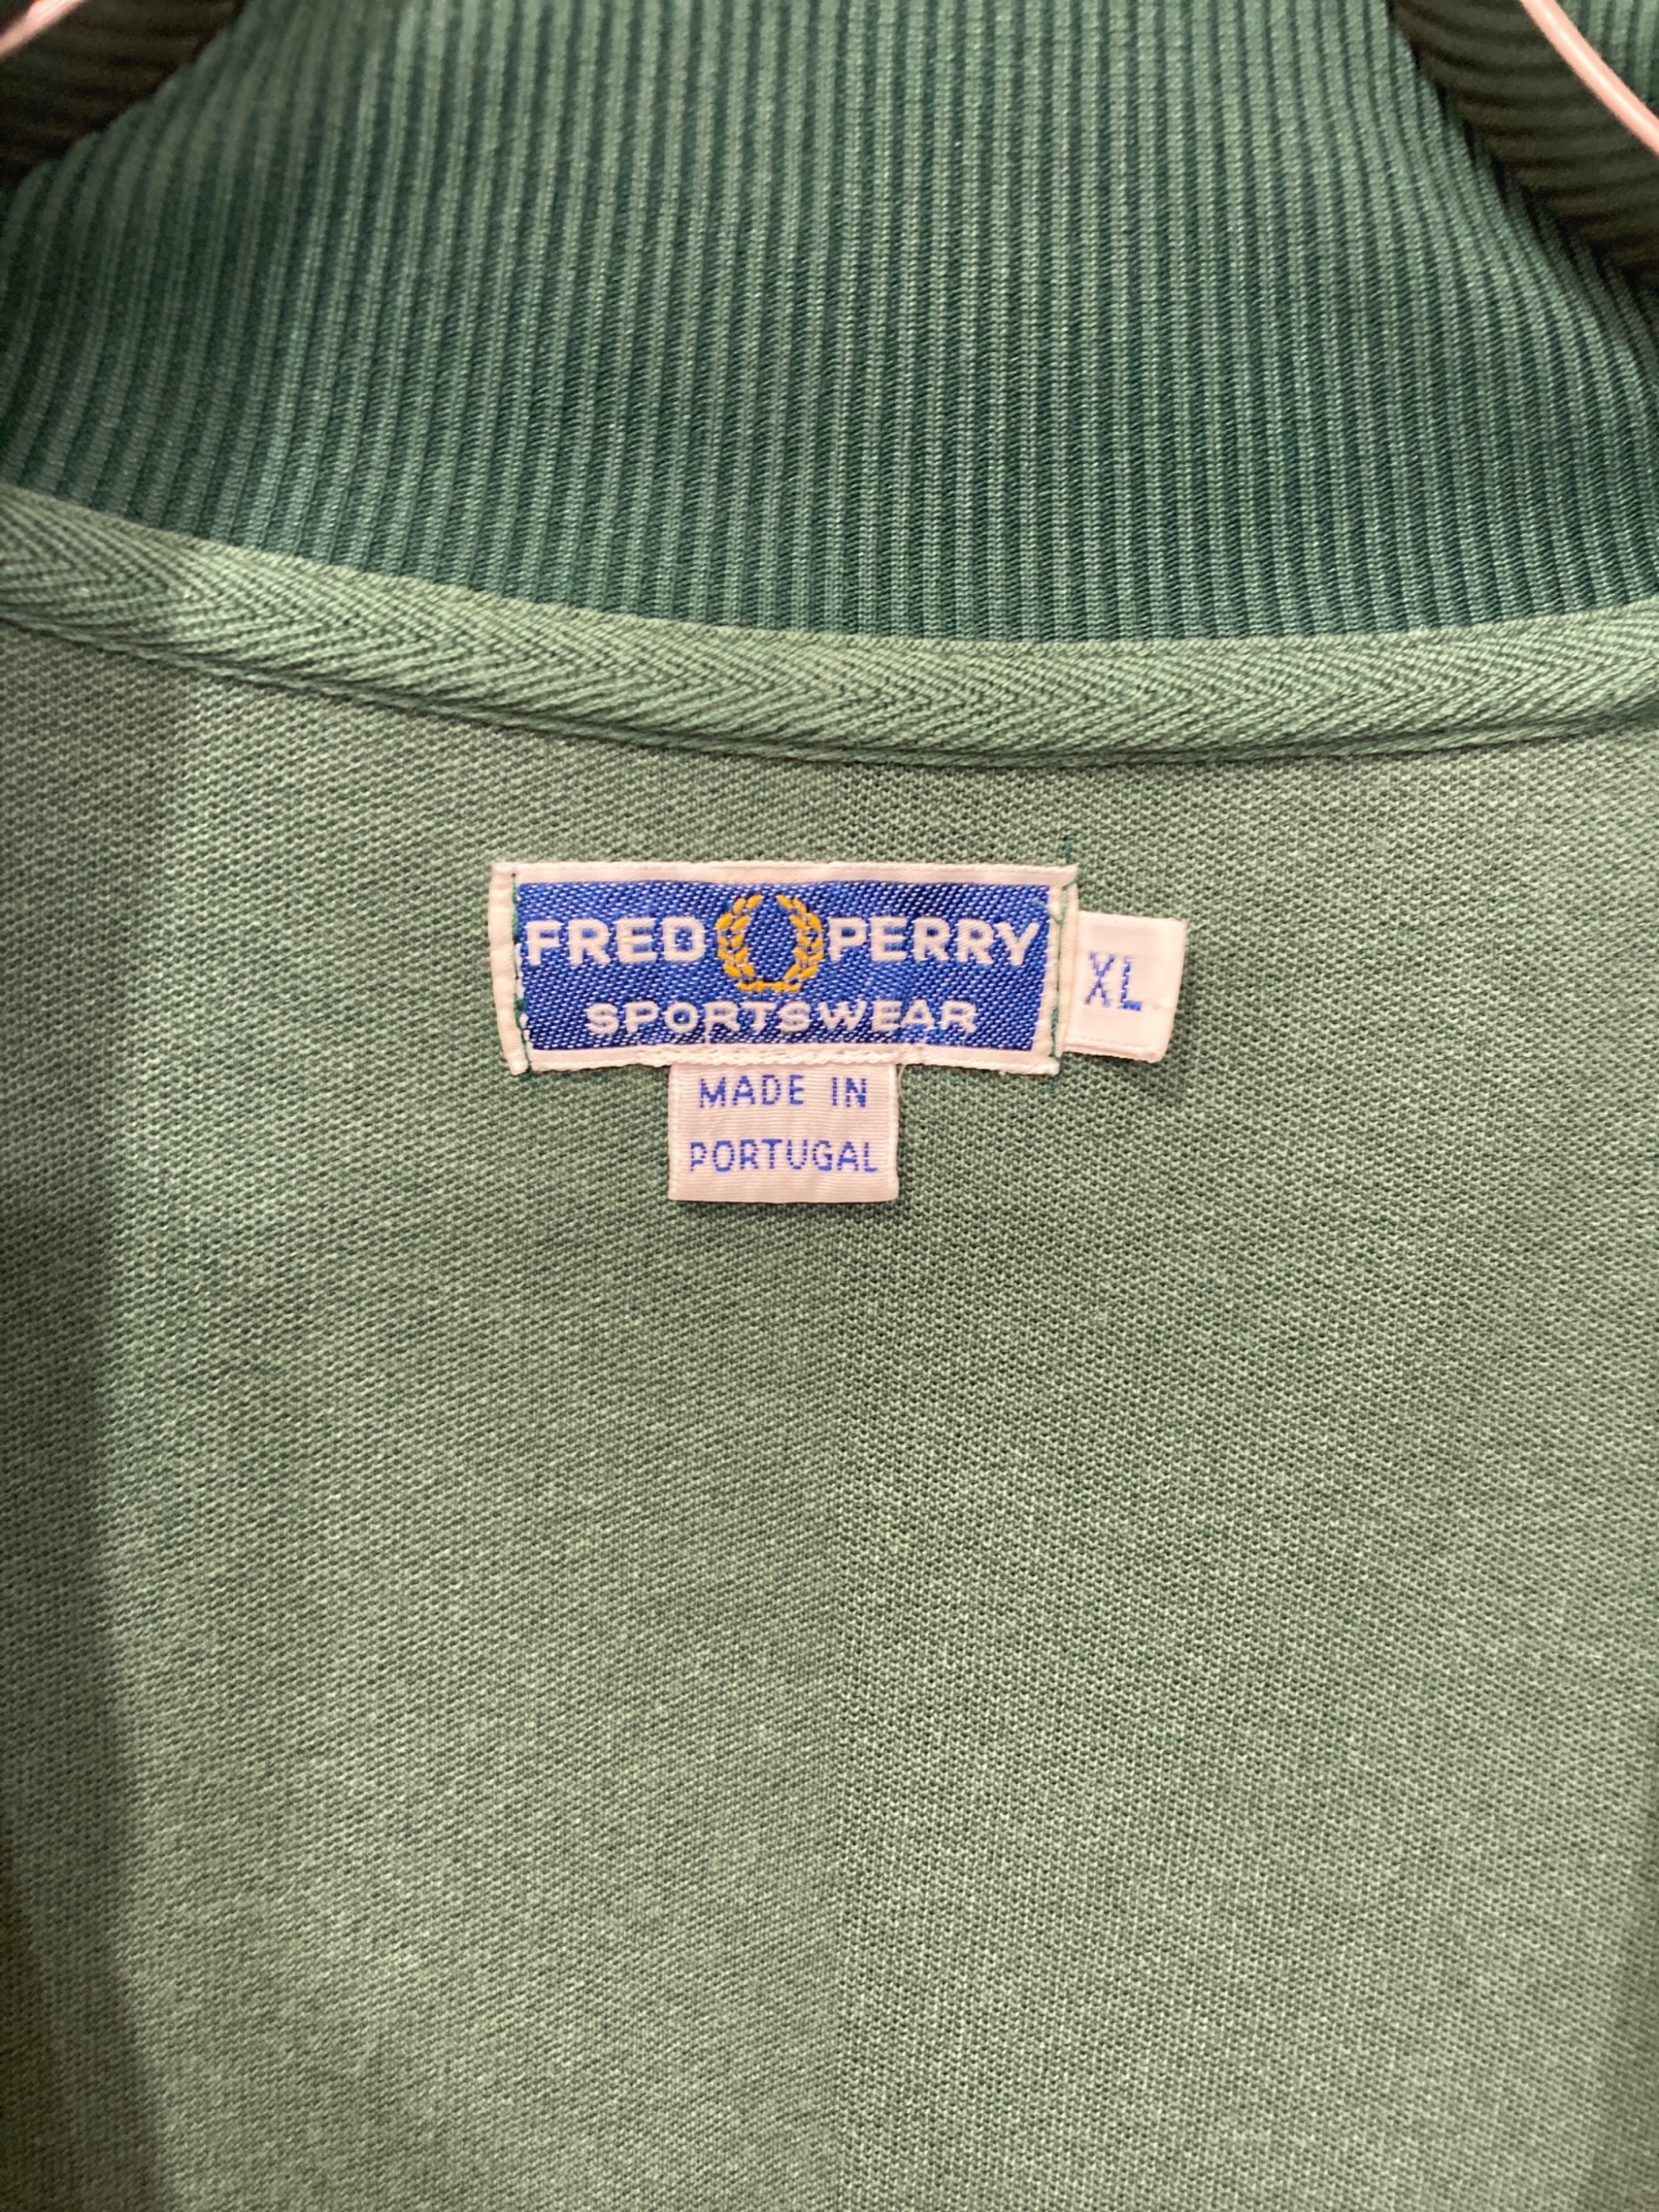 FRED PERRY
SPORTSWEAR
XL
MADE IN
PORTUGAL